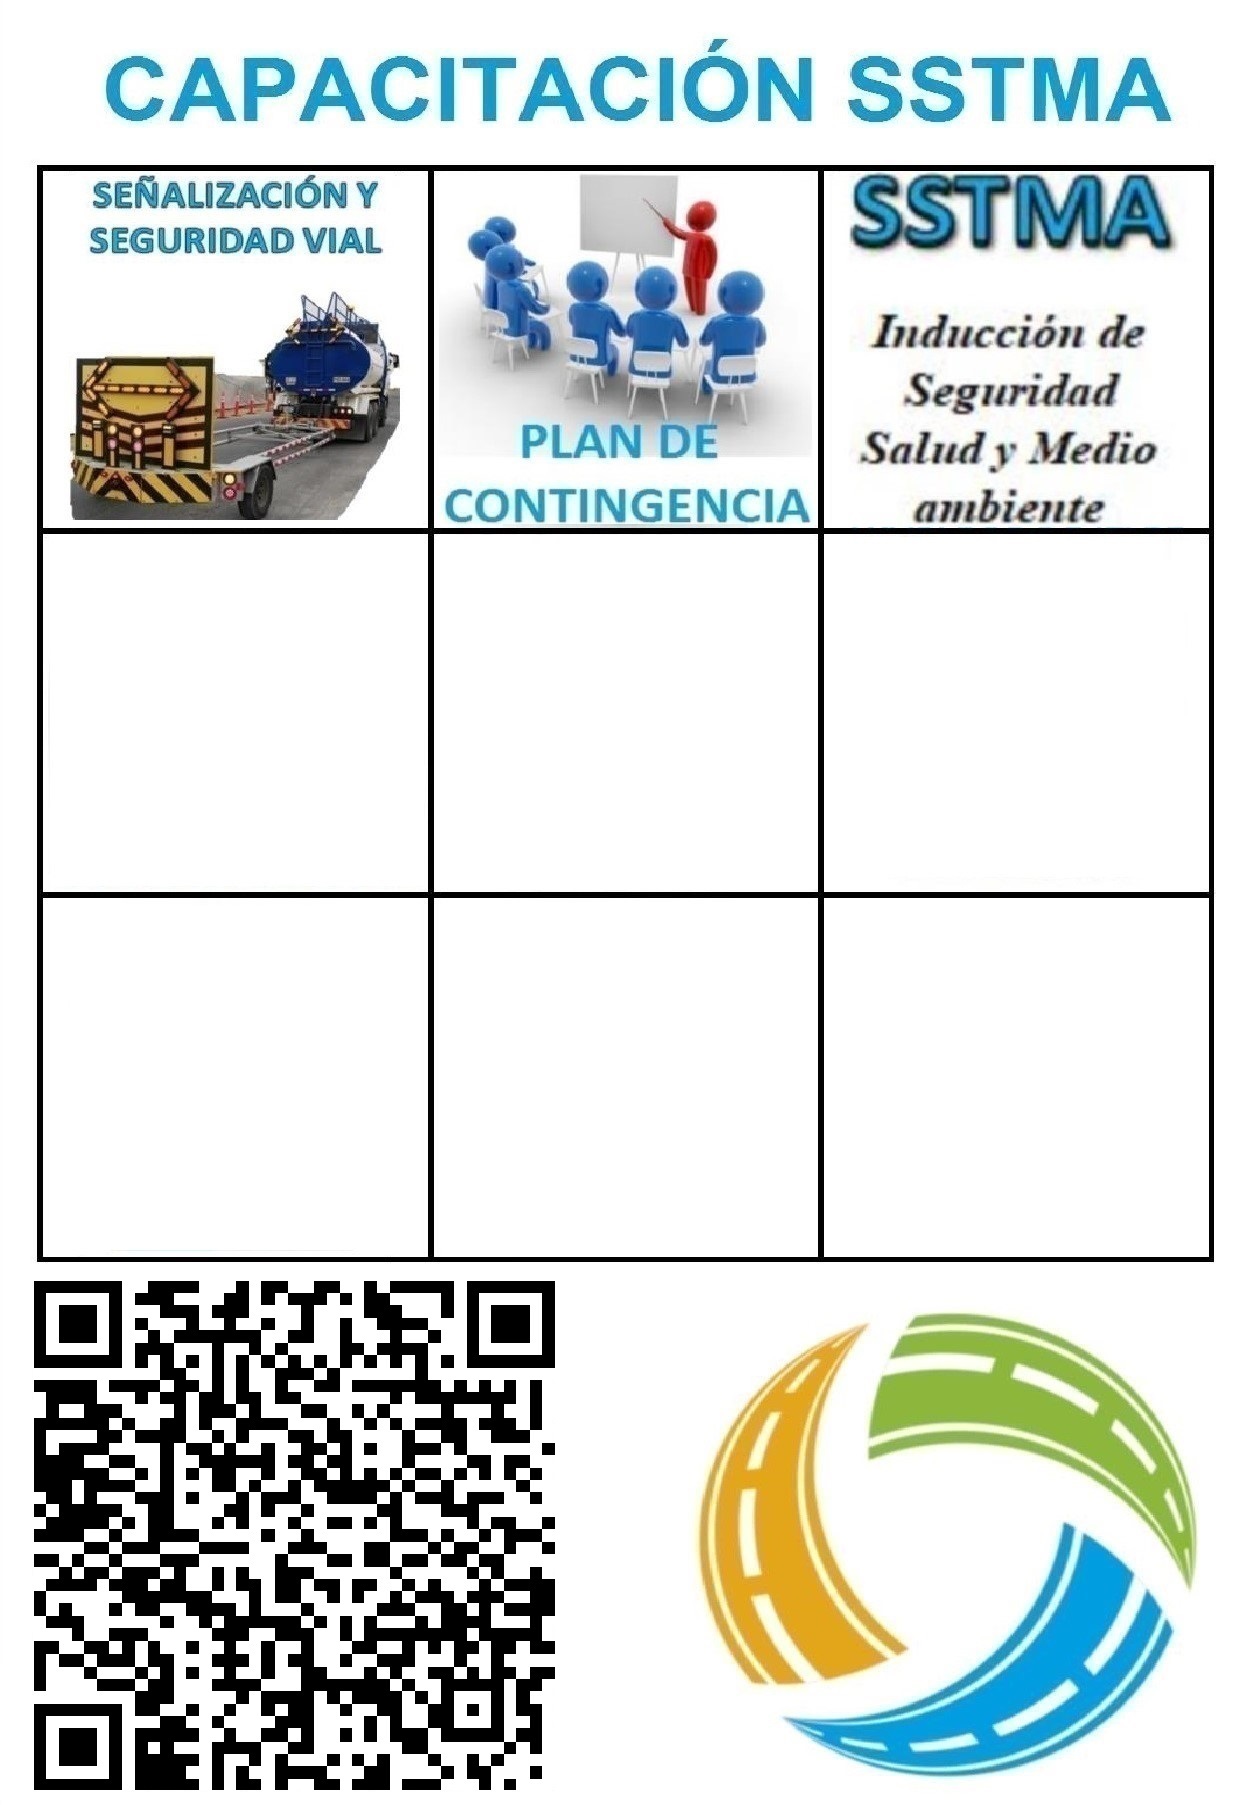 CAPACITACIÓN SSTMA
SEÑALIZACIÓN Y
SEGURIDAD VIAL
PLAN DE
CONTINGENCIA
SSTMA
Inducción de
Seguridad
Salud y Medio
ambiente